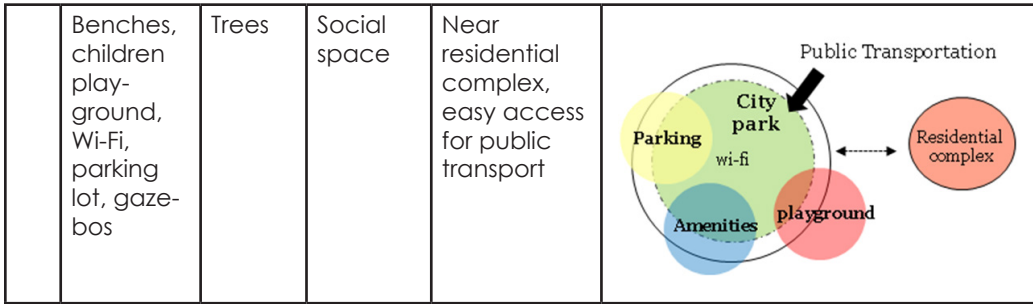 Benches,
children
play-
ground,
Wi-Fi,
parking
lot, gaze-
bos
Trees
Social
space
Near
residential
complex,
easy access
for public
transport
Public Transportation
City
park
Parking
wi-fi
Residential
complex
Amenities
playground